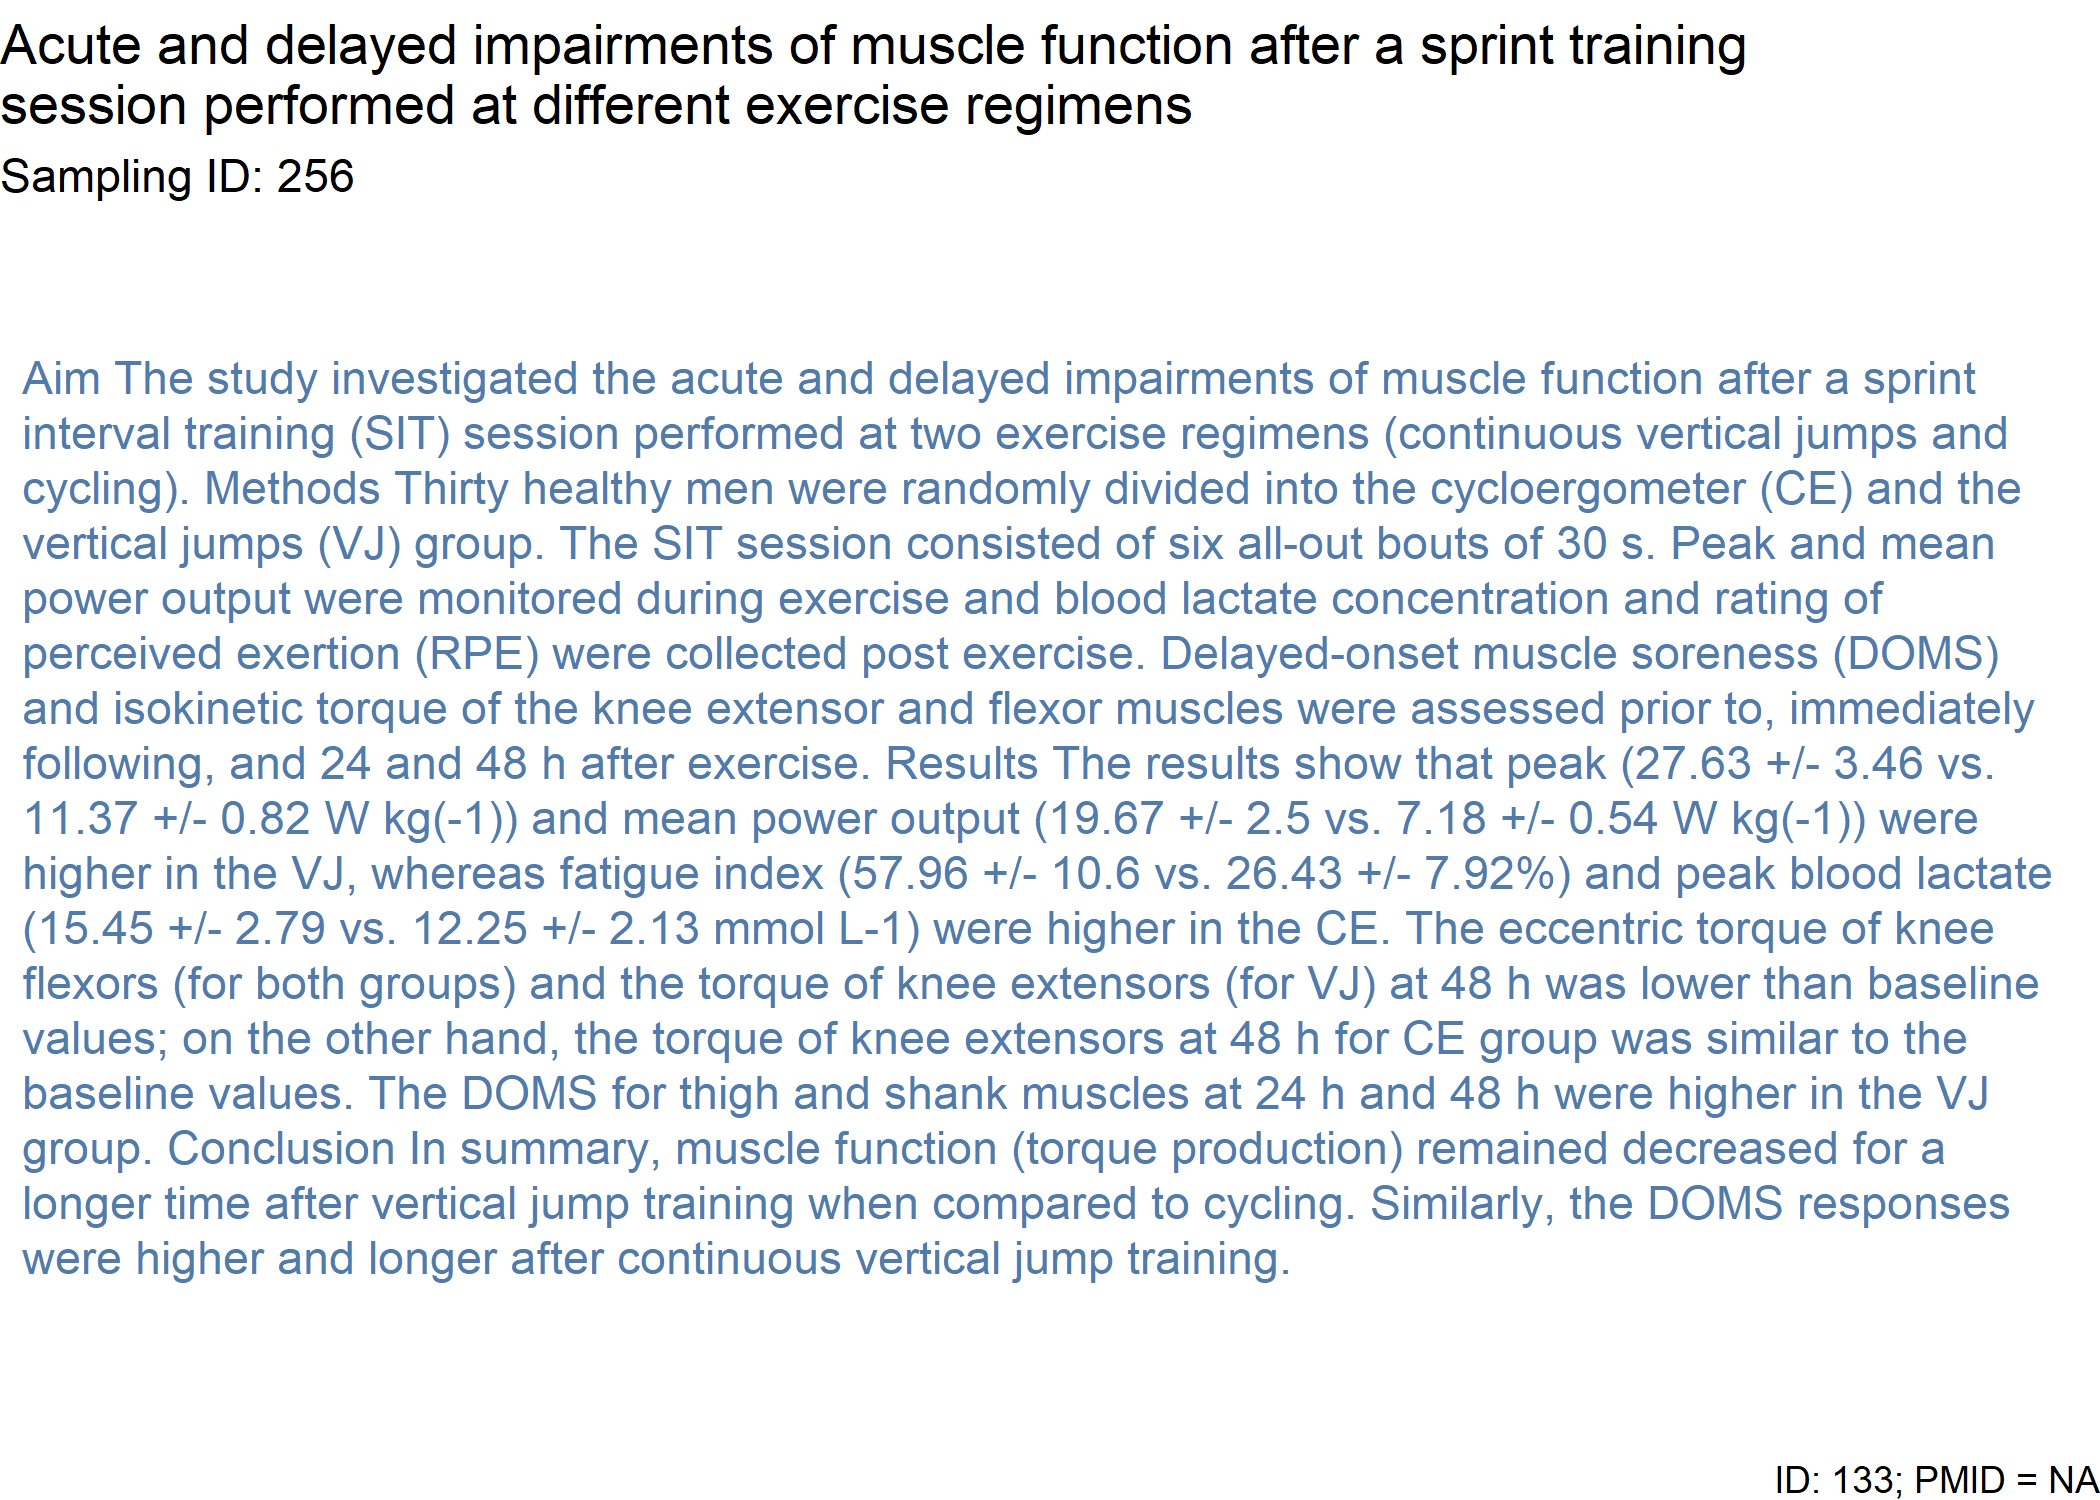 Acute and delayed impairments of muscle function after a sprint training
session performed at different exercise regimens
Sampling ID: 256
Aim The study investigated the acute and delayed impairments of muscle function after a sprint
interval training (SIT) session performed at two exercise regimens (continuous vertical jumps and
cycling). Methods Thirty healthy men were randomly divided into the cycloergometer (CE) and the
vertical jumps (VJ) group. The SIT session consisted of six all-out bouts of 30 s. Peak and mean
power output were monitored during exercise and blood lactate concentration and rating of
perceived exertion (RPE) were collected post exercise. Delayed-onset muscle soreness (DOMS)
and isokinetic torque of the knee extensor and flexor muscles were assessed prior to, immediately
following, and 24 and 48 h after exercise. Results The results show that peak (27.63 +/- 3.46 vs.
11.37 +/- 0.82 W kg(-1)) and mean power output (19.67 +/- 2.5 vs. 7.18 +/- 0.54 W kg(-1)) were
higher in the VJ, whereas fatigue index (57.96 +/- 10.6 vs. 26.43 +/- 7.92%) and peak blood lactate
(15.45 +/- 2.79 vs. 12.25 +/- 2.13 mmol L-1) were higher in the CE. The eccentric torque of knee
flexors (for both groups) and the torque of knee extensors (for VJ) at 48 h was lower than baseline
values; on the other hand, the torque of knee extensors at 48 h for CE group was similar to the
baseline values. The DOMS for thigh and shank muscles at 24 h and 48 h were higher in the VJ
group. Conclusion In summary, muscle function (torque production) remained decreased for a
longer time after vertical jump training when compared to cycling. Similarly, the DOMS responses
were higher and longer after continuous vertical jump training.
ID: 133; PMID = NA